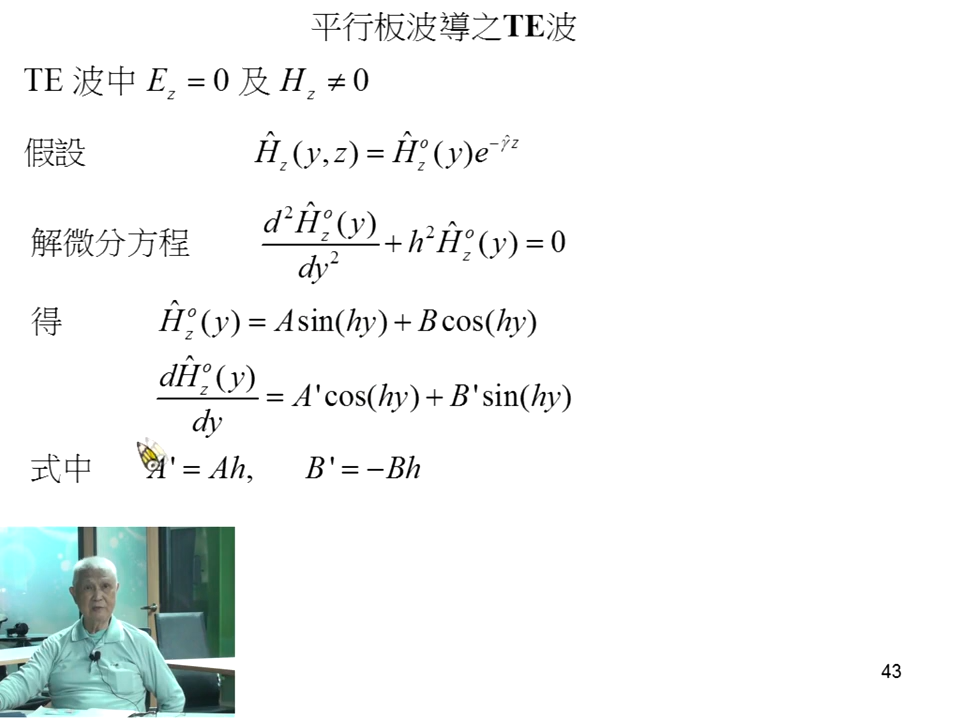 平行板波導之TE波
TE 波中 E_z = 0 及 H_z ≠ 0
假設 Ĥ_z(y,z) = Ĥ_z^o(y)e^{-γ̂z}
解微分方程 d²Ĥ_z^o(y)/dy² + h²Ĥ_z^o(y) = 0
得 Ĥ_z^o(y) = A sin(hy) + B cos(hy)
dĤ_z^o(y)/dy = A' cos(hy) + B' sin(hy)
式中 A' = Ah, B' = −Bh
43